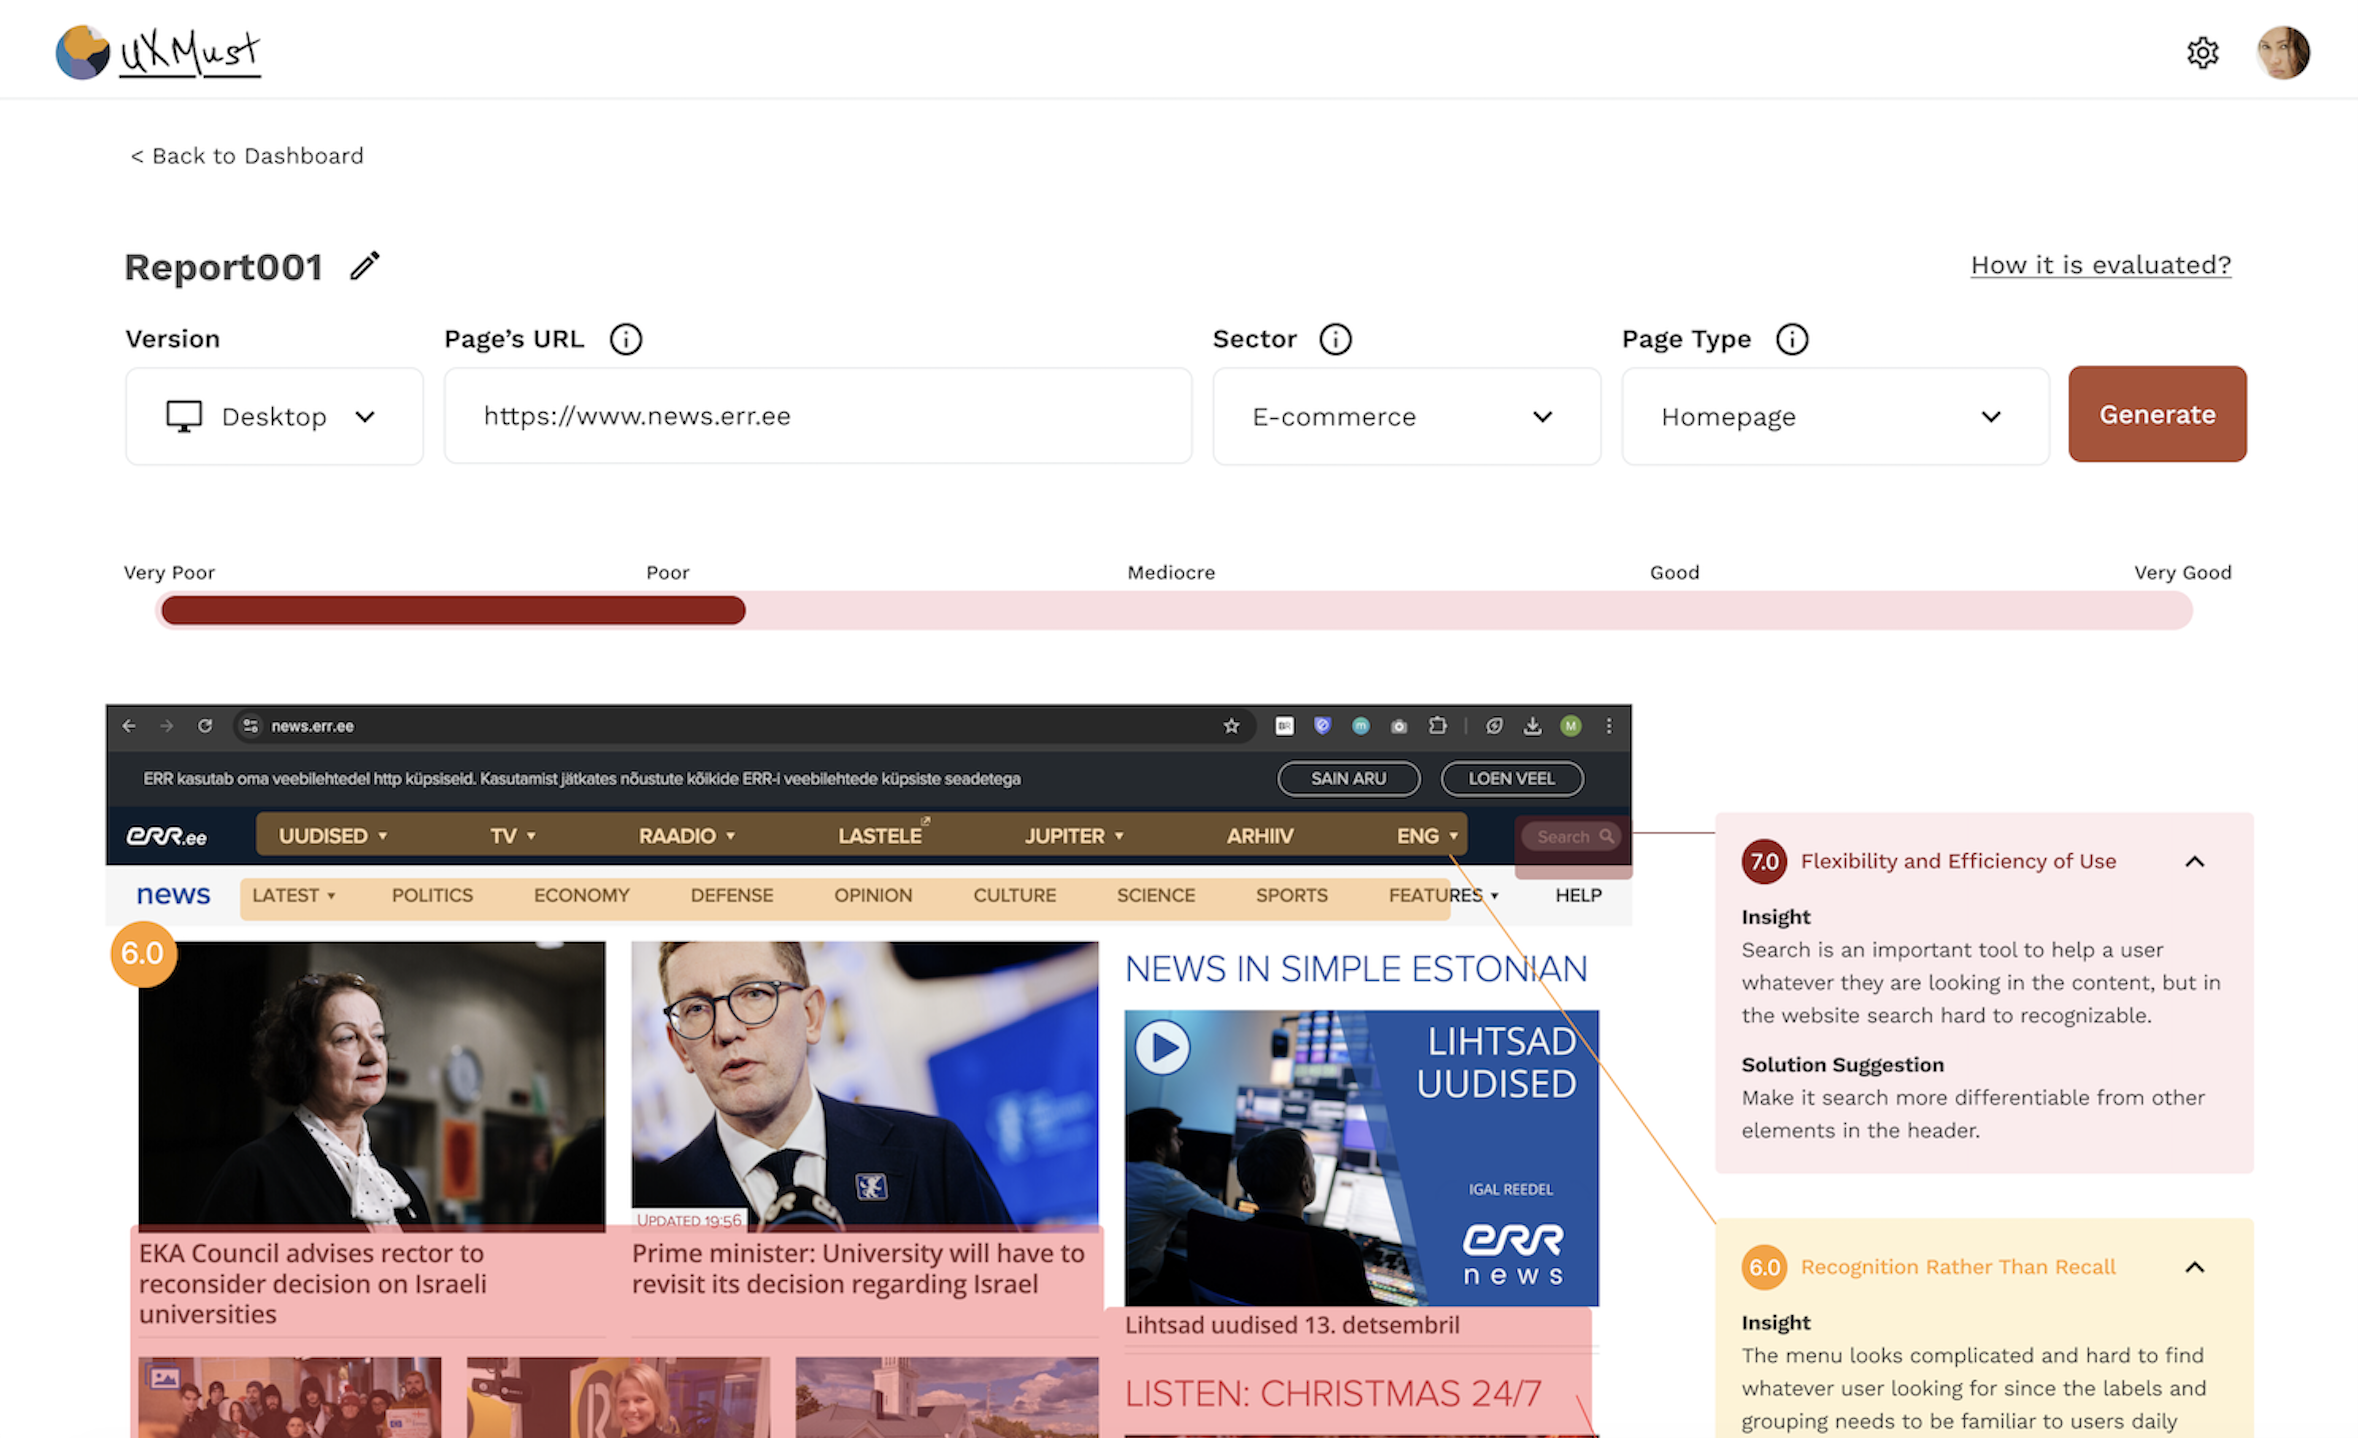 UXMust
< Back to Dashboard
Report001
How it is evaluated?
Version
Page’s URL
Sector
Page Type
Desktop
https://www.news.err.ee
E-commerce
Homepage
Generate
Very Poor
Poor
Mediocre
Good
Very Good
news.err.ee
BR
m
M
ERR kasutab oma veebilehtedel http küpsiseid. Kasutamist jätkates nõustute kõikide ERR-i veebilehtede küpsiste seadetega
SAIN ARU
LOEN VEEL
err.ee
UUDISED
TV
RAADIO
LASTELE
JUPITER
ARHIIV
ENG
Search
news
LATEST
POLITICS
ECONOMY
DEFENSE
OPINION
CULTURE
SCIENCE
SPORTS
FEATURES
HELP
6.0
UPDATED 19:56
EKA Council advises rector to
reconsider decision on Israeli
universities
Prime minister: University will have to
revisit its decision regarding Israel
NEWS IN SIMPLE ESTONIAN
LIHTSAD
UUDISED
IGAL REEDEL
err
news
Lihtsad uudised 13. detsembril
LISTEN: CHRISTMAS 24/7
7.0 Flexibility and Efficiency of Use
Insight
Search is an important tool to help a user
whatever they are looking in the content, but in
the website search hard to recognizable.
Solution Suggestion
Make it search more differentiable from other
elements in the header.
6.0 Recognition Rather Than Recall
Insight
The menu looks complicated and hard to find
whatever user looking for since the labels and
grouping needs to be familiar to users daily